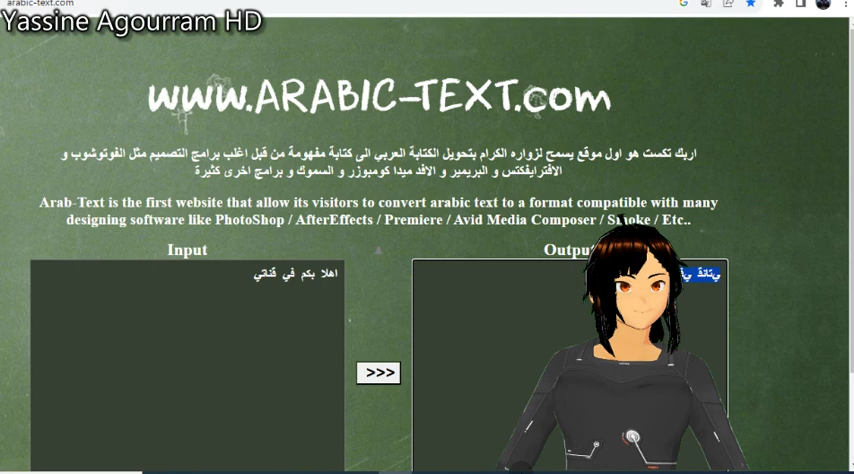 arabic-text.com
Yassine Agourram HD
www.ARABIC-TEXT.com
اربك تكست هو اول موقع يسمح لزواره الكرام بتحويل الكتابة العربي الى كتابة مفهومة من قبل اغلب برامج التصميم مثل الفوتوشوب و
الافترايفكتس و البريمير و الافد ميدا كومبوزر و السموك و برامج اخرى كثيرة
Arab-Text is the first website that allow its visitors to convert arabic text to a format compatible with many
designing software like PhotoShop / AfterEffects / Premiere / Avid Media Composer / Smoke / Etc..
Input
Output
اهلا بكم في قناتي
>>>